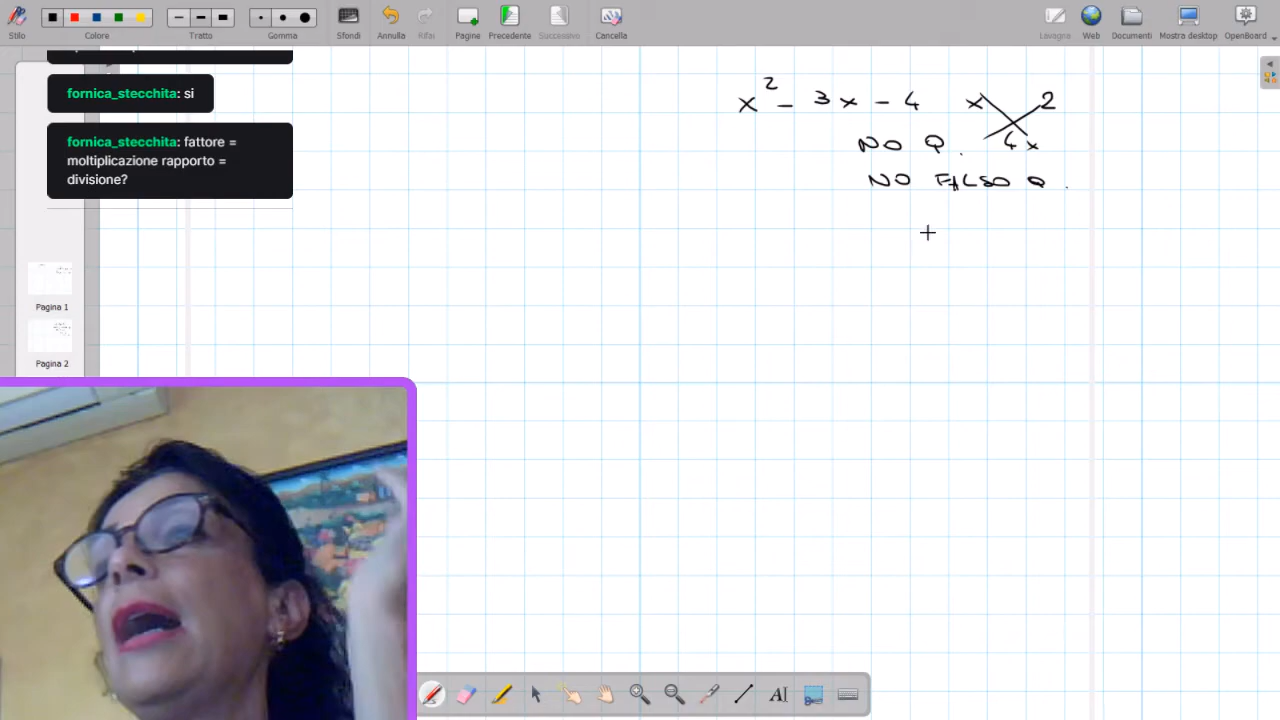 Stilo
Colore
Tratto
Gomma
Sfondi
Annulla
Rifai
Pagine
Precedente
Successivo
Cancella
Lavagna
Web
Documenti
Mostra desktop
OpenBoard
fornica_stecchita: si
fornica_stecchita: fattore =
moltiplicazione rapporto =
divisione?
Pagina 1
Pagina 2
x² - 3x - 4 x 2
NO Q. 4x
NO FALSO Q.
AI